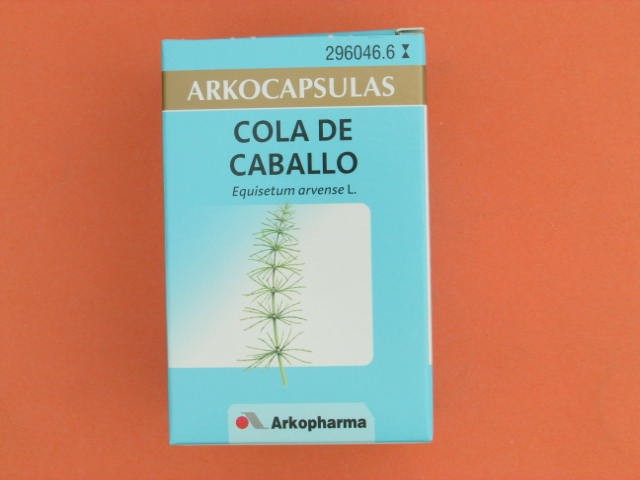 296046.6
ARKOCAPSULAS
COLA DE
CABALLO
Equisetum arvense L.
Arkopharma